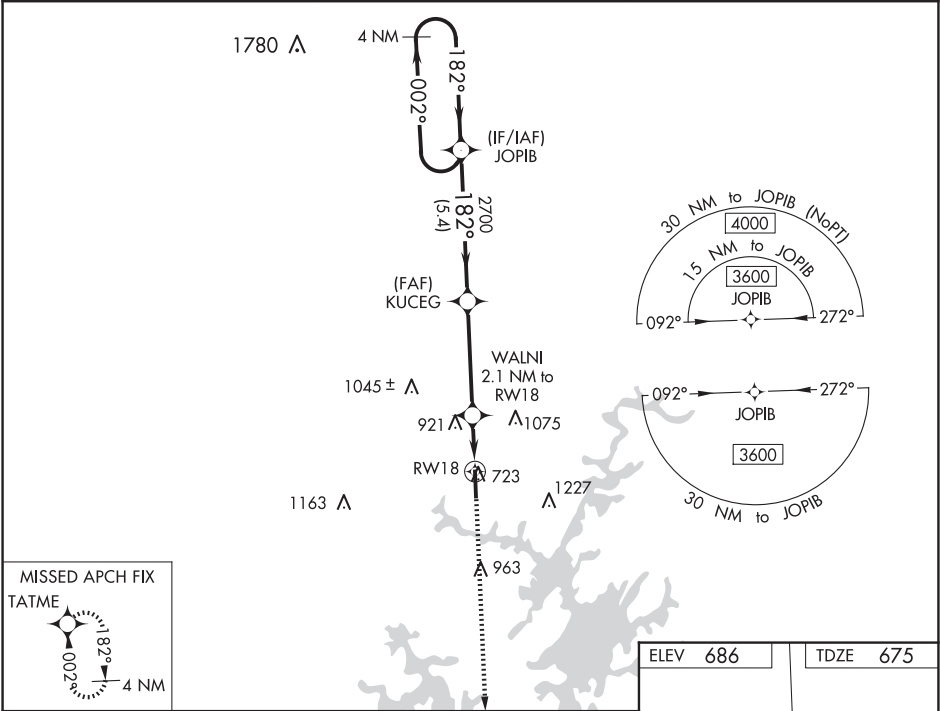 1780
4 NM
182°
002°
(IF/IAF)
JOPIB
2700
182°
(5.4)
(FAF)
KUCEG
WALNI
2.1 NM to
RW18
1045 ±
921
1075
RW18
723
1163
1227
963
30 NM to JOPIB (NoPT)
4000
15 NM to JOPIB
3600
JOPIB
092°
272°
092°
272°
JOPIB
3600
30 NM to JOPIB
MISSED APCH FIX
TATME
182°
002°
4 NM
ELEV 686
TDZE 675